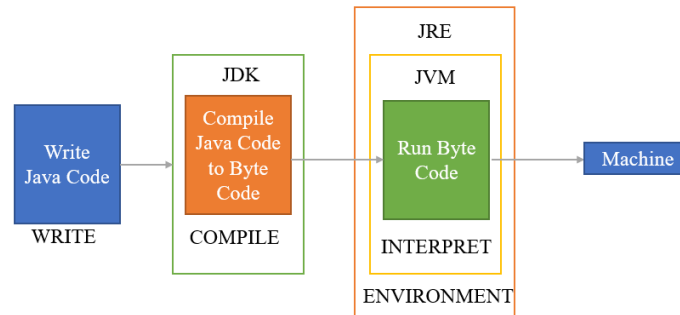 Write
Java Code
WRITE
JDK
Compile
Java Code
to Byte
Code
COMPILE
JRE
JVM
Run Byte
Code
INTERPRET
ENVIRONMENT
Machine